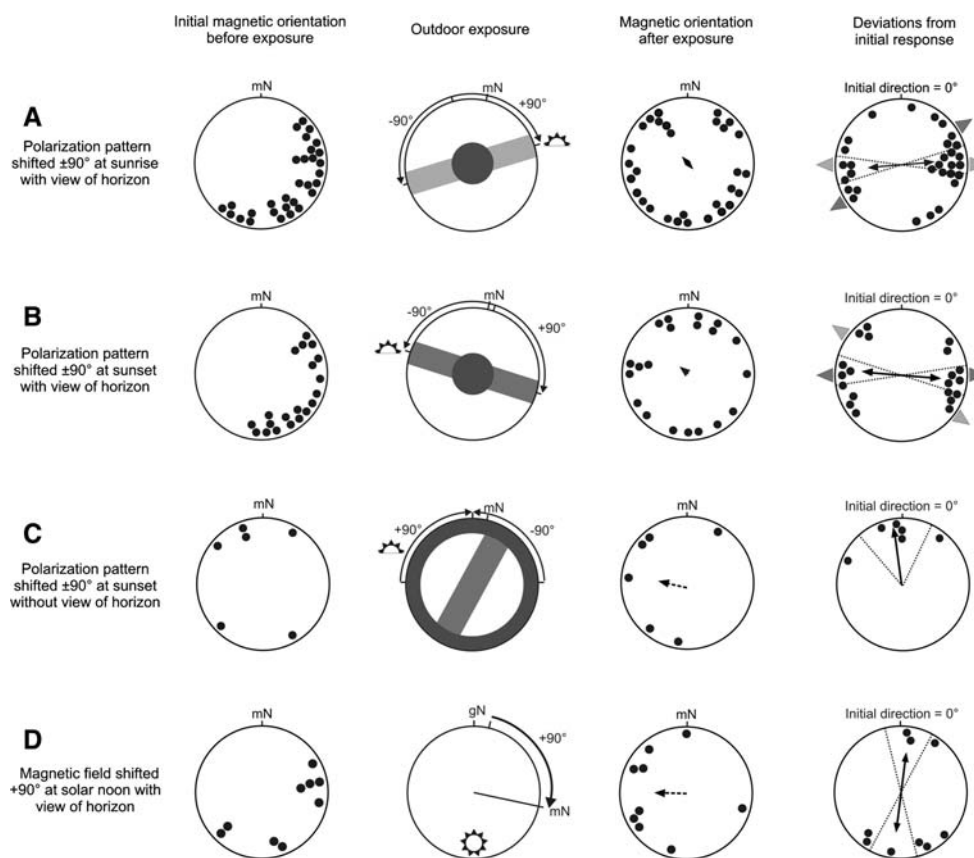 Initial magnetic orientation
before exposure
Outdoor exposure
Magnetic orientation
after exposure
Deviations from
initial response
A
Polarization pattern
shifted ±90° at sunrise
with view of horizon
mN
mN
-90°
+90°
mN
Initial direction = 0°
B
Polarization pattern
shifted ±90° at sunset
with view of horizon
mN
mN
-90°
+90°
mN
Initial direction = 0°
C
Polarization pattern
shifted ±90° at sunset
without view of horizon
mN
mN
+90°
-90°
mN
Initial direction = 0°
D
Magnetic field shifted
+90° at solar noon with
view of horizon
mN
gN
+90°
mN
mN
Initial direction = 0°